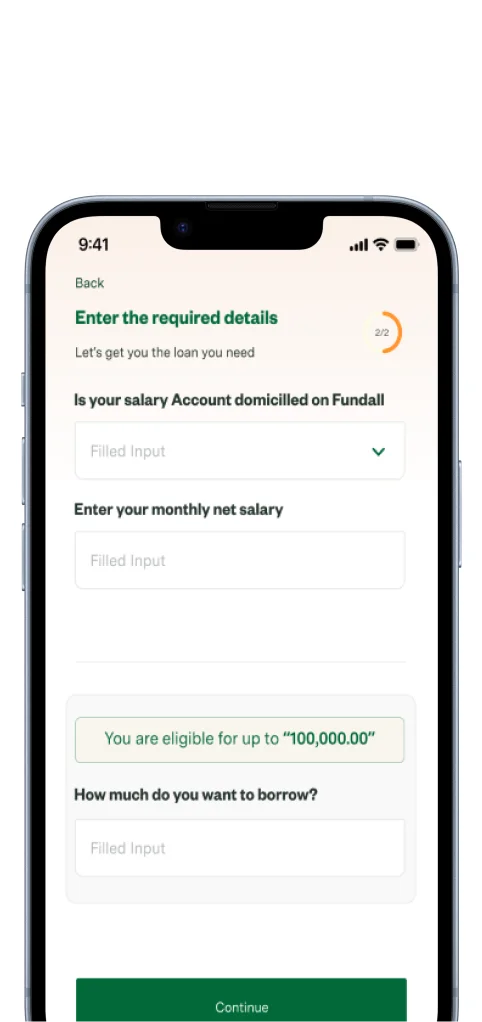 9:41
Back
Enter the required details
2/2
Let's get you the loan you need
Is your salary Account domicilled on Fundall
Filled Input
Enter your monthly net salary
Filled Input
You are eligible for up to “100,000.00”
How much do you want to borrow?
Filled Input
Continue